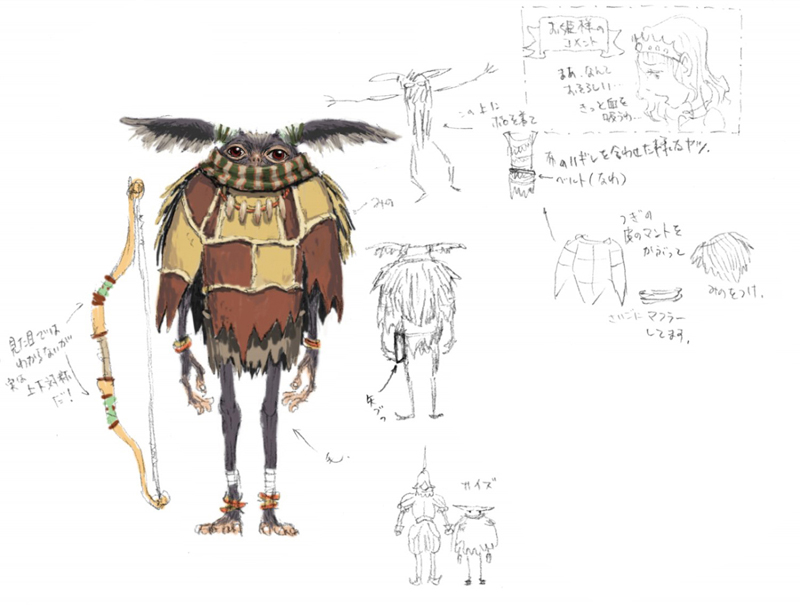 お姫様の
コメント
まあ、なんて
おそろしい…
きっと血を
吸うわ…
この上に
布を着て
布のハギレを合わせた様なヤツ。
ベルト(なわ)
みの
つぎの
皮のマントを
かぶって
みのをつけ、
さいごにマフラー
してます。
見た目では
わからないが
実は
上下対称
だ!
サイズ